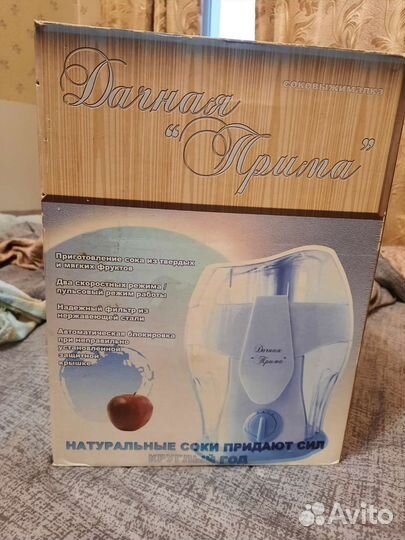 соковыжималка
Дачная
"Прима"
Приготовление сока из твердых
и мягких фруктов
Два скоростных режима /
пульсовый режим работы
Надежный фильтр из
нержавеющей стали
Автоматическая блокировка
при неправильно
установленной
защитной
крышке
Дачная
"Прима"
НАТУРАЛЬНЫЕ СОКИ ПРИДАЮТ СИЛ
КРУГЛЫЙ ГОД
Avito